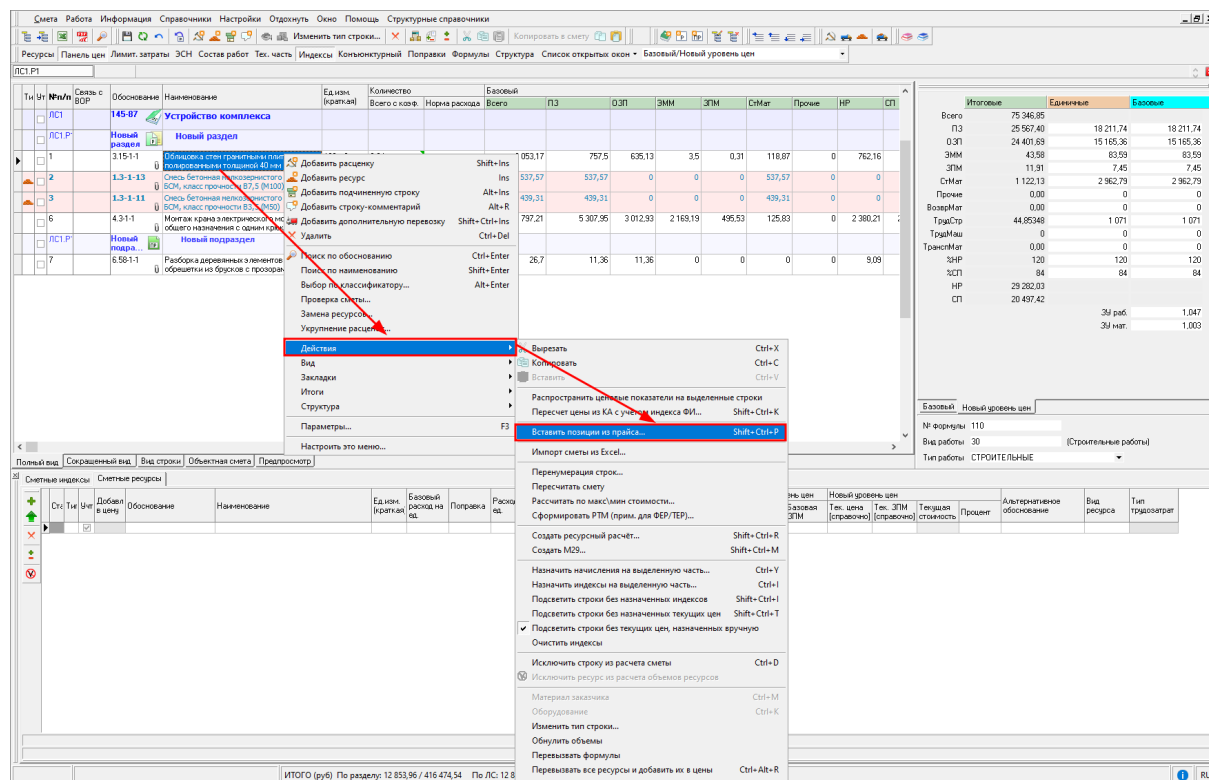 Смета Работа Информация Справочники Настройки Отдохнуть Окно Помощь Структурные справочники
Изменить тип строки... Копировать в смету
Ресурсы Панель цен Лимит. затраты ЭСН Состав работ Тех. часть Индексы Конъюнктурный Поправки Формулы Структура Список открытых окон Базовый/Новый уровень цен
ЛС1.Р1
Ти Уч №п/п Связь с ВОР Обоснование Наименование Ед.изм. (краткая) Количество Базовый
Всего с коэф. Норма расхода Всего ПЗ ОЗП ЭММ ЗПМ СтМат Прочие НР СП
ЛС1 145-87 Устройство комплекса
ЛС1.Р Новый раздел Новый раздел
1 3.15-1-1 Облицовка стен гранитными
полированными толщиной 40 мм
053,17 757,5 635,13 3,5 0,31 118,87 0 762,16
2 1.3-1-13 Смесь бетонная мелкозернистого
БСМ, класс прочности В7,5 (М100)
537,57 537,57 0 0 0 537,57 0 0
3 1.3-1-11 Смесь бетонная мелкозернистого
БСМ, класс прочности В3,5 (М50)
439,31 439,31 0 0 0 439,31 0 0
6 4.3-1-1 Монтаж крана электрического
общего назначения с одним
797,21 5 307,95 3 012,93 2 169,19 495,53 125,83 0 2 380,21
ЛС1.Р Новый подра... Новый подраздел
7 6.58-1-1 Разборка деревянных элементов
обрешетки из брусков с
26,7 11,36 11,36 0 0 0 0 9,09
Добавить расценку Shift+Ins
Добавить ресурс Ins
Добавить подчиненную строку Alt+Ins
Добавить строку-комментарий Alt+R
Добавить дополнительную перевозку Shift+Ctrl+Ins
Удалить Ctrl+Del
Поиск по обоснованию Ctrl+Enter
Поиск по наименованию Shift+Enter
Выбор по классификатору... Alt+Enter
Проверка сметы...
Замена ресурсов...
Укрупнение расценок...
Действия
Вид
Закладки
Итоги
Структура
Параметры... F3
Настроить это меню...
Вырезать Ctrl+X
Копировать Ctrl+C
Вставить Ctrl+V
Распространить ценовые показатели на выделенные строки
Пересчет цены из КА с учетом индекса ФИ... Shift+Ctrl+K
Вставить позиции из прайса... Shift+Ctrl+P
Импорт сметы из Excel...
Перенумерация строк...
Пересчитать смету
Рассчитать по макс\мин стоимости...
Сформировать РТМ (прим. для ФЕР/ТЕР)...
Создать ресурсный расчёт... Shift+Ctrl+R
Создать М29... Shift+Ctrl+M
Назначить начисления на выделенную часть... Ctrl+Y
Назначить индексы на выделенную часть... Ctrl+I
Подсветить строки без назначенных индексов Shift+Ctrl+I
Подсветить строки без назначенных текущих цен Shift+Ctrl+T
Подсветить строки без текущих цен, назначенных вручную
Очистить индексы
Исключить строку из расчета сметы Ctrl+D
Исключить ресурс из расчета объемов ресурсов
Материал заказчика Ctrl+M
Оборудование Ctrl+K
Изменить тип строки...
Обнулить объемы
Перевызвать формулы
Перевызвать все ресурсы и добавить их в цены Ctrl+Alt+R
Итоговые Единичные Базовые
Всего 75 346,85
ПЗ 25 567,40 18 211,74 18 211,74
ОЗП 24 401,69 15 165,36 15 165,36
ЭММ 43,58 83,59 83,59
ЗПМ 11,91 7,45 7,45
СтМат 1 122,13 2 962,79 2 962,79
Прочие 0,00 0 0
ВозврМат 0,00 0 0
ТрудСтр 44,85348 1 071 1 071
ТрудМаш 0 0 0
ТранспМат 0,00 0 0
%НР 120 120 120
%СП 84 84 84
НР 29 282,03
СП 20 497,42
ЗУ раб. 1.047
ЗУ мат. 1.003
Базовый Новый уровень цен
№ Формулы 110
Вид работы 30 (Строительные работы)
Тип работы СТРОИТЕЛЬНЫЕ
Полный вид Сокращенный вид Вид строки Объектная смета Предпросмотр
Сметные индексы Сметные ресурсы
Ти Учт Добавл в цену Обоснование Наименование Ед.изм. (краткая Базовый расход на ед. Поправка ед.
цен Новый уровень цен
Базовая ЗПМ Тек. цена (справочно) Тек. ЗПМ (справочно) Текущая стоимость Процент Альтернативное обоснование Вид ресурса Тип трудозатрат
ИТОГО (руб) По разделу: 12 853,96 / 416 474,54 По ЛС: 12 8
RU